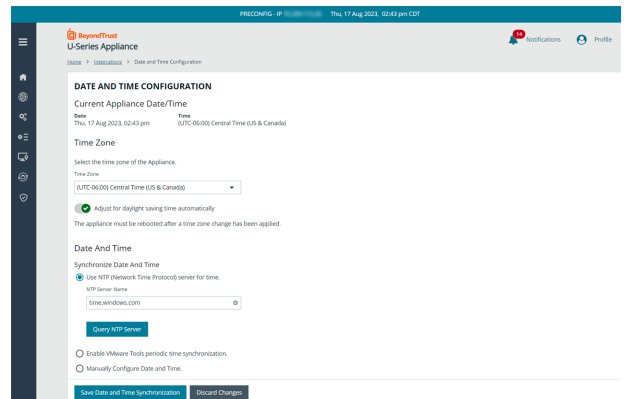 PRECONFIG - IP Thu, 17 Aug 2023, 02:43 pm CDT
BeyondTrust
U-Series Appliance
14
Notifications
Profile
Home > Integrations > Date and Time Configuration
DATE AND TIME CONFIGURATION
Current Appliance Date/Time
Date Time
Thu, 17 Aug 2023, 02:43 pm (UTC-06:00) Central Time (US & Canada)
Time Zone
Select the time zone of the Appliance.
Time Zone
(UTC-06:00) Central Time (US & Canada)
Adjust for daylight saving time automatically
The appliance must be rebooted after a time zone change has been applied.
Date And Time
Synchronize Date And Time
Use NTP (Network Time Protocol) server for time.
NTP Server Name
time.windows.com
Query NTP Server
Enable VMware Tools periodic time synchronization.
Manually Configure Date and Time.
Save Date and Time Synchronization Discard Changes